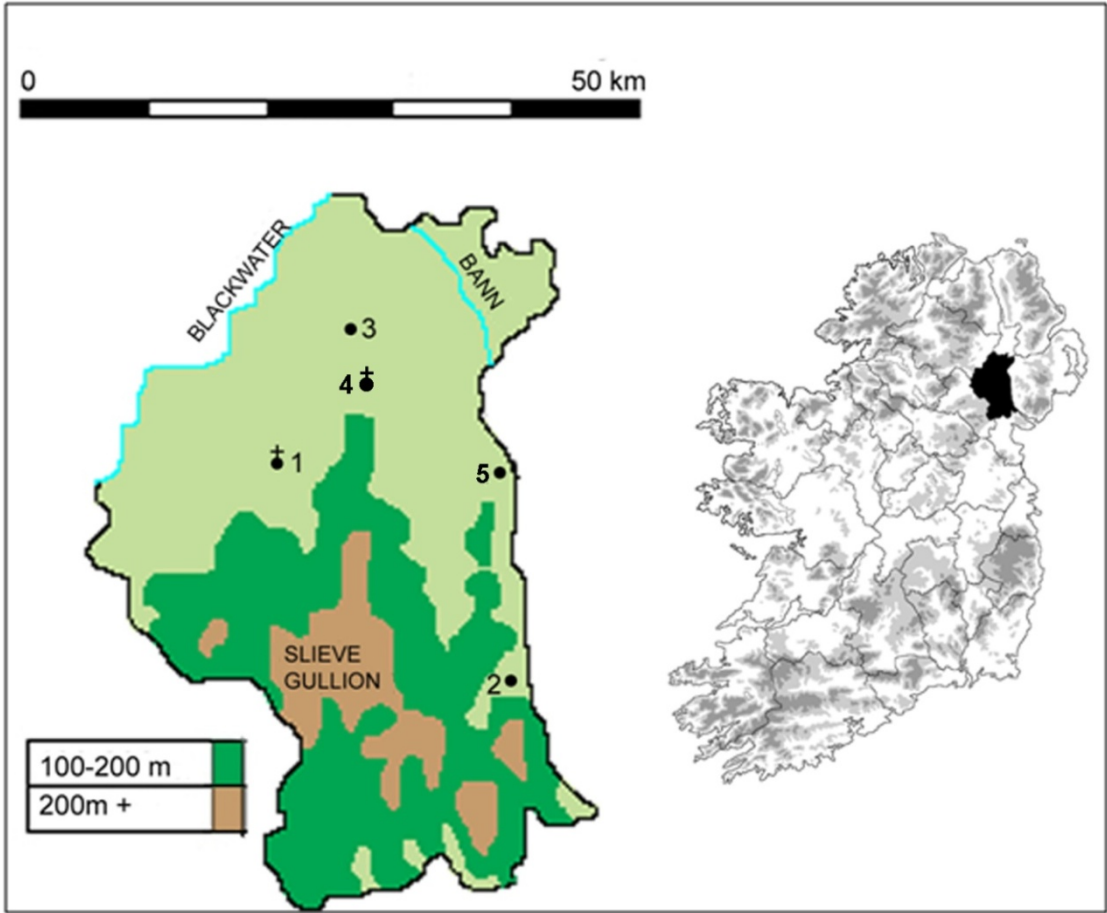 0 50 km
BLACKWATER
BANN
3
4
1
5
SLIEVE
GULLION
2
100-200 m
200m +